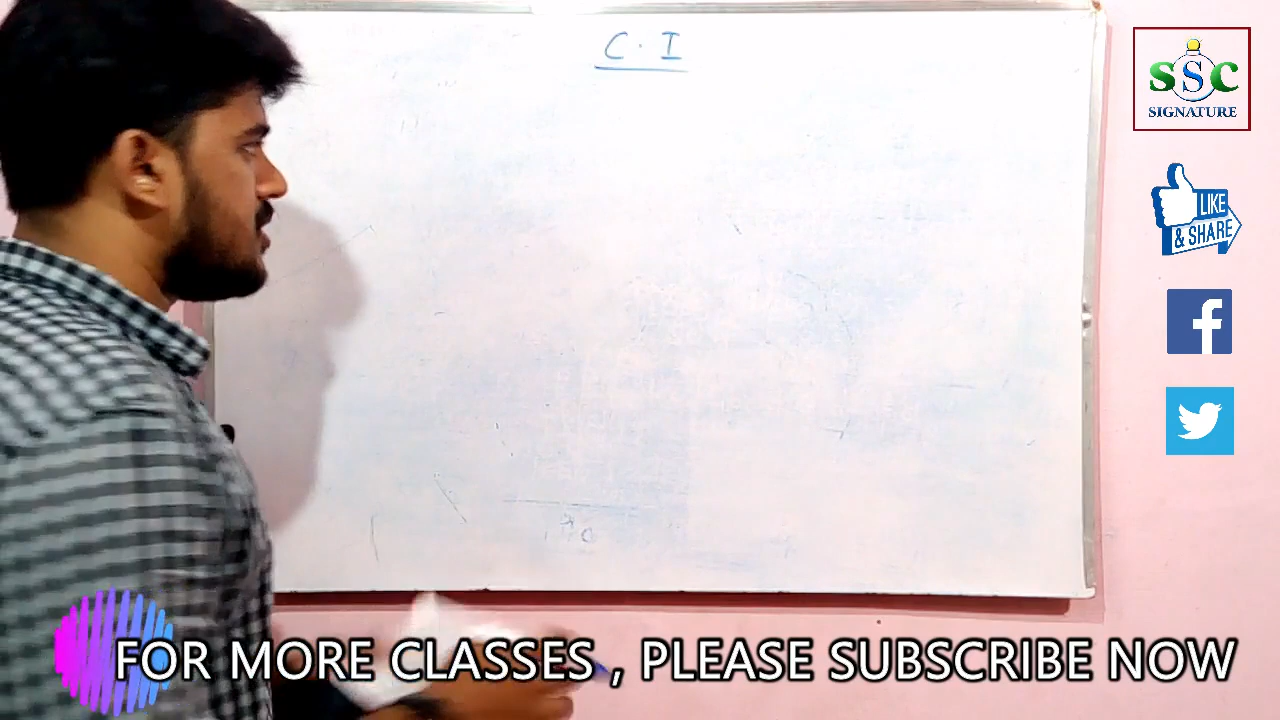 C. I
SSC
SIGNATURE
LIKE
& SHARE
FOR MORE CLASSES , PLEASE SUBSCRIBE NOW